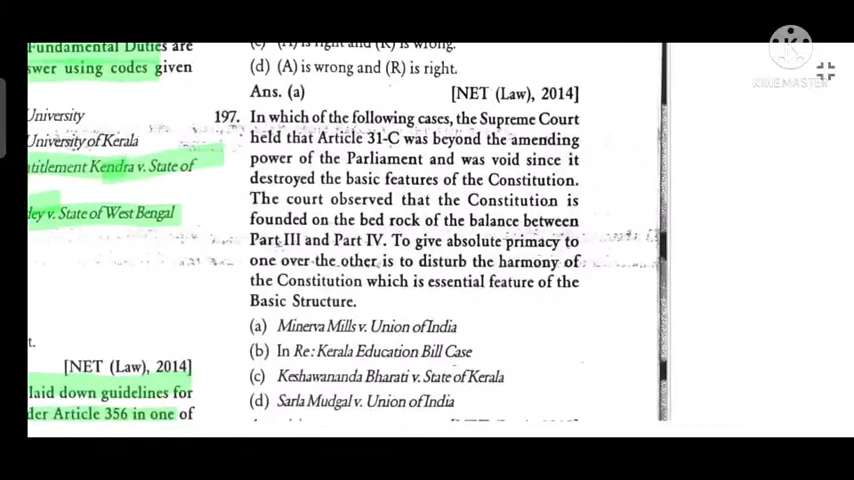 Fundamental Duties are
swer using codes given
University
University of Kerala
titlement Kendra v. State of
ley v. State of West Bengal
t.
[NET (Law), 2014]
laid down guidelines for
der Article 356 in one of
(c) (A) is right and (R) is wrong.
(d) (A) is wrong and (R) is right.
Ans. (a) [NET (Law), 2014]
197. In which of the following cases, the Supreme Court
held that Article 31-C was beyond the amending
power of the Parliament and was void since it
destroyed the basic features of the Constitution.
The court observed that the Constitution is
founded on the bed rock of the balance between
Part III and Part IV. To give absolute primacy to
one over the other is to disturb the harmony of
the Constitution which is essential feature of the
Basic Structure.
(a) Minerva Mills v. Union of India
(b) In Re: Kerala Education Bill Case
(c) Keshawananda Bharati v. State of Kerala
(d) Sarla Mudgal v. Union of India
KINEMASTER